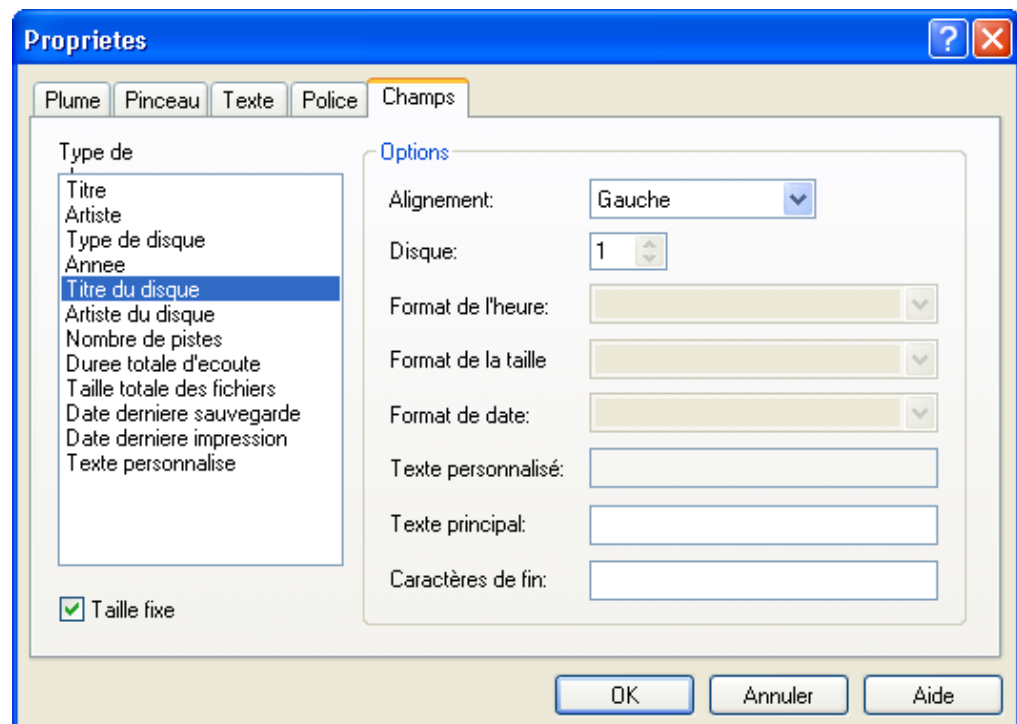 Proprietes
Plume Pinceau Texte Police Champs
Type de
Titre
Artiste
Type de disque
Annee
Titre du disque
Artiste du disque
Nombre de pistes
Duree totale d'ecoute
Taille totale des fichiers
Date derniere sauvegarde
Date derniere impression
Texte personnalise
Taille fixe
Options
Alignement: Gauche
Disque: 1
Format de l'heure:
Format de la taille
Format de date:
Texte personnalisé:
Texte principal:
Caractères de fin:
OK Annuler Aide